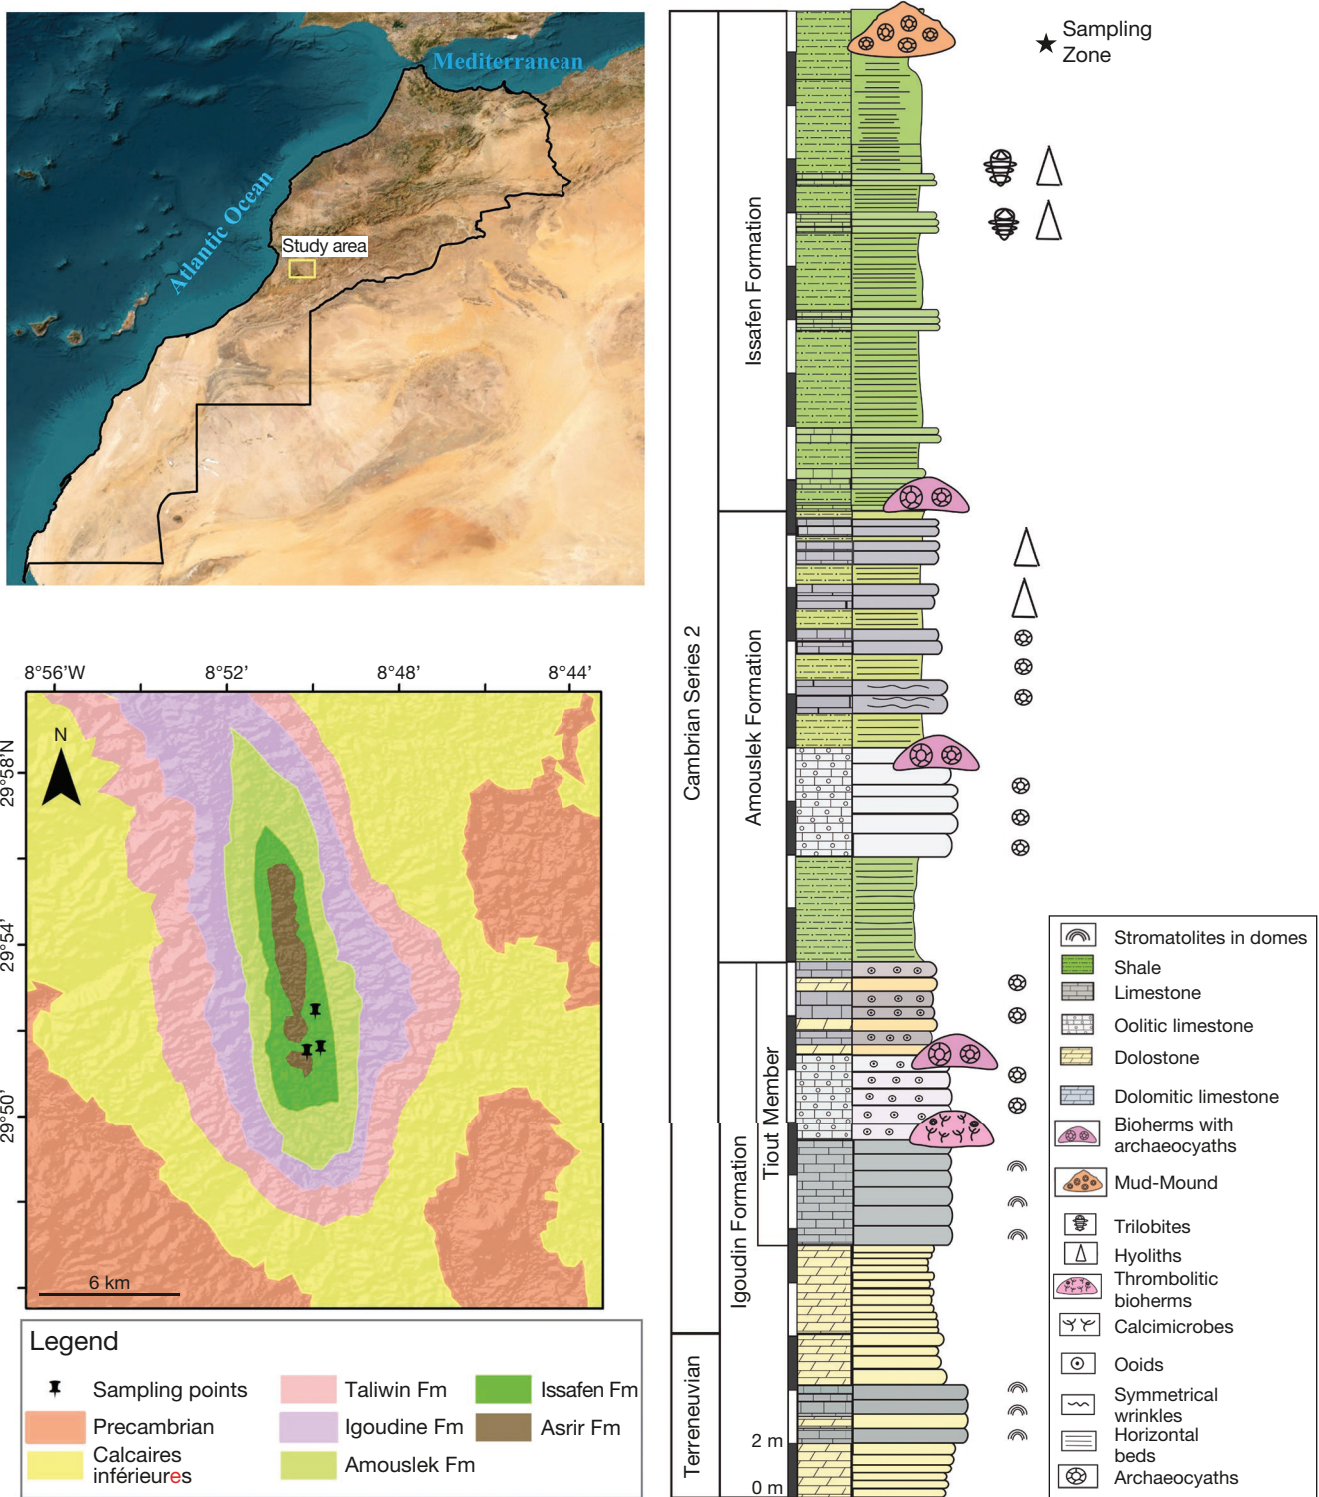 Mediterranean
Atlantic Ocean
Study area
8°56'W
8°52'
8°48'
8°44'
29°58'N
29°54'
29°50'
N
6 km
Legend
Sampling points
Precambrian
Calcaires
inférieures
Taliwin Fm
Igoudine Fm
Amouslek Fm
Issafen Fm
Asrir Fm
Sampling
Zone
Cambrian Series 2
Terreneuvian
Issafen Formation
Amouslek Formation
Igoudin Formation
Tiout Member
2 m
0 m
Stromatolites in domes
Shale
Limestone
Oolitic limestone
Dolostone
Dolomitic limestone
Bioherms with
archaeocyaths
Mud-Mound
Trilobites
Hyoliths
Thrombolitic
bioherms
Calcimicrobes
Ooids
Symmetrical
wrinkles
Horizontal
beds
Archaeocyaths